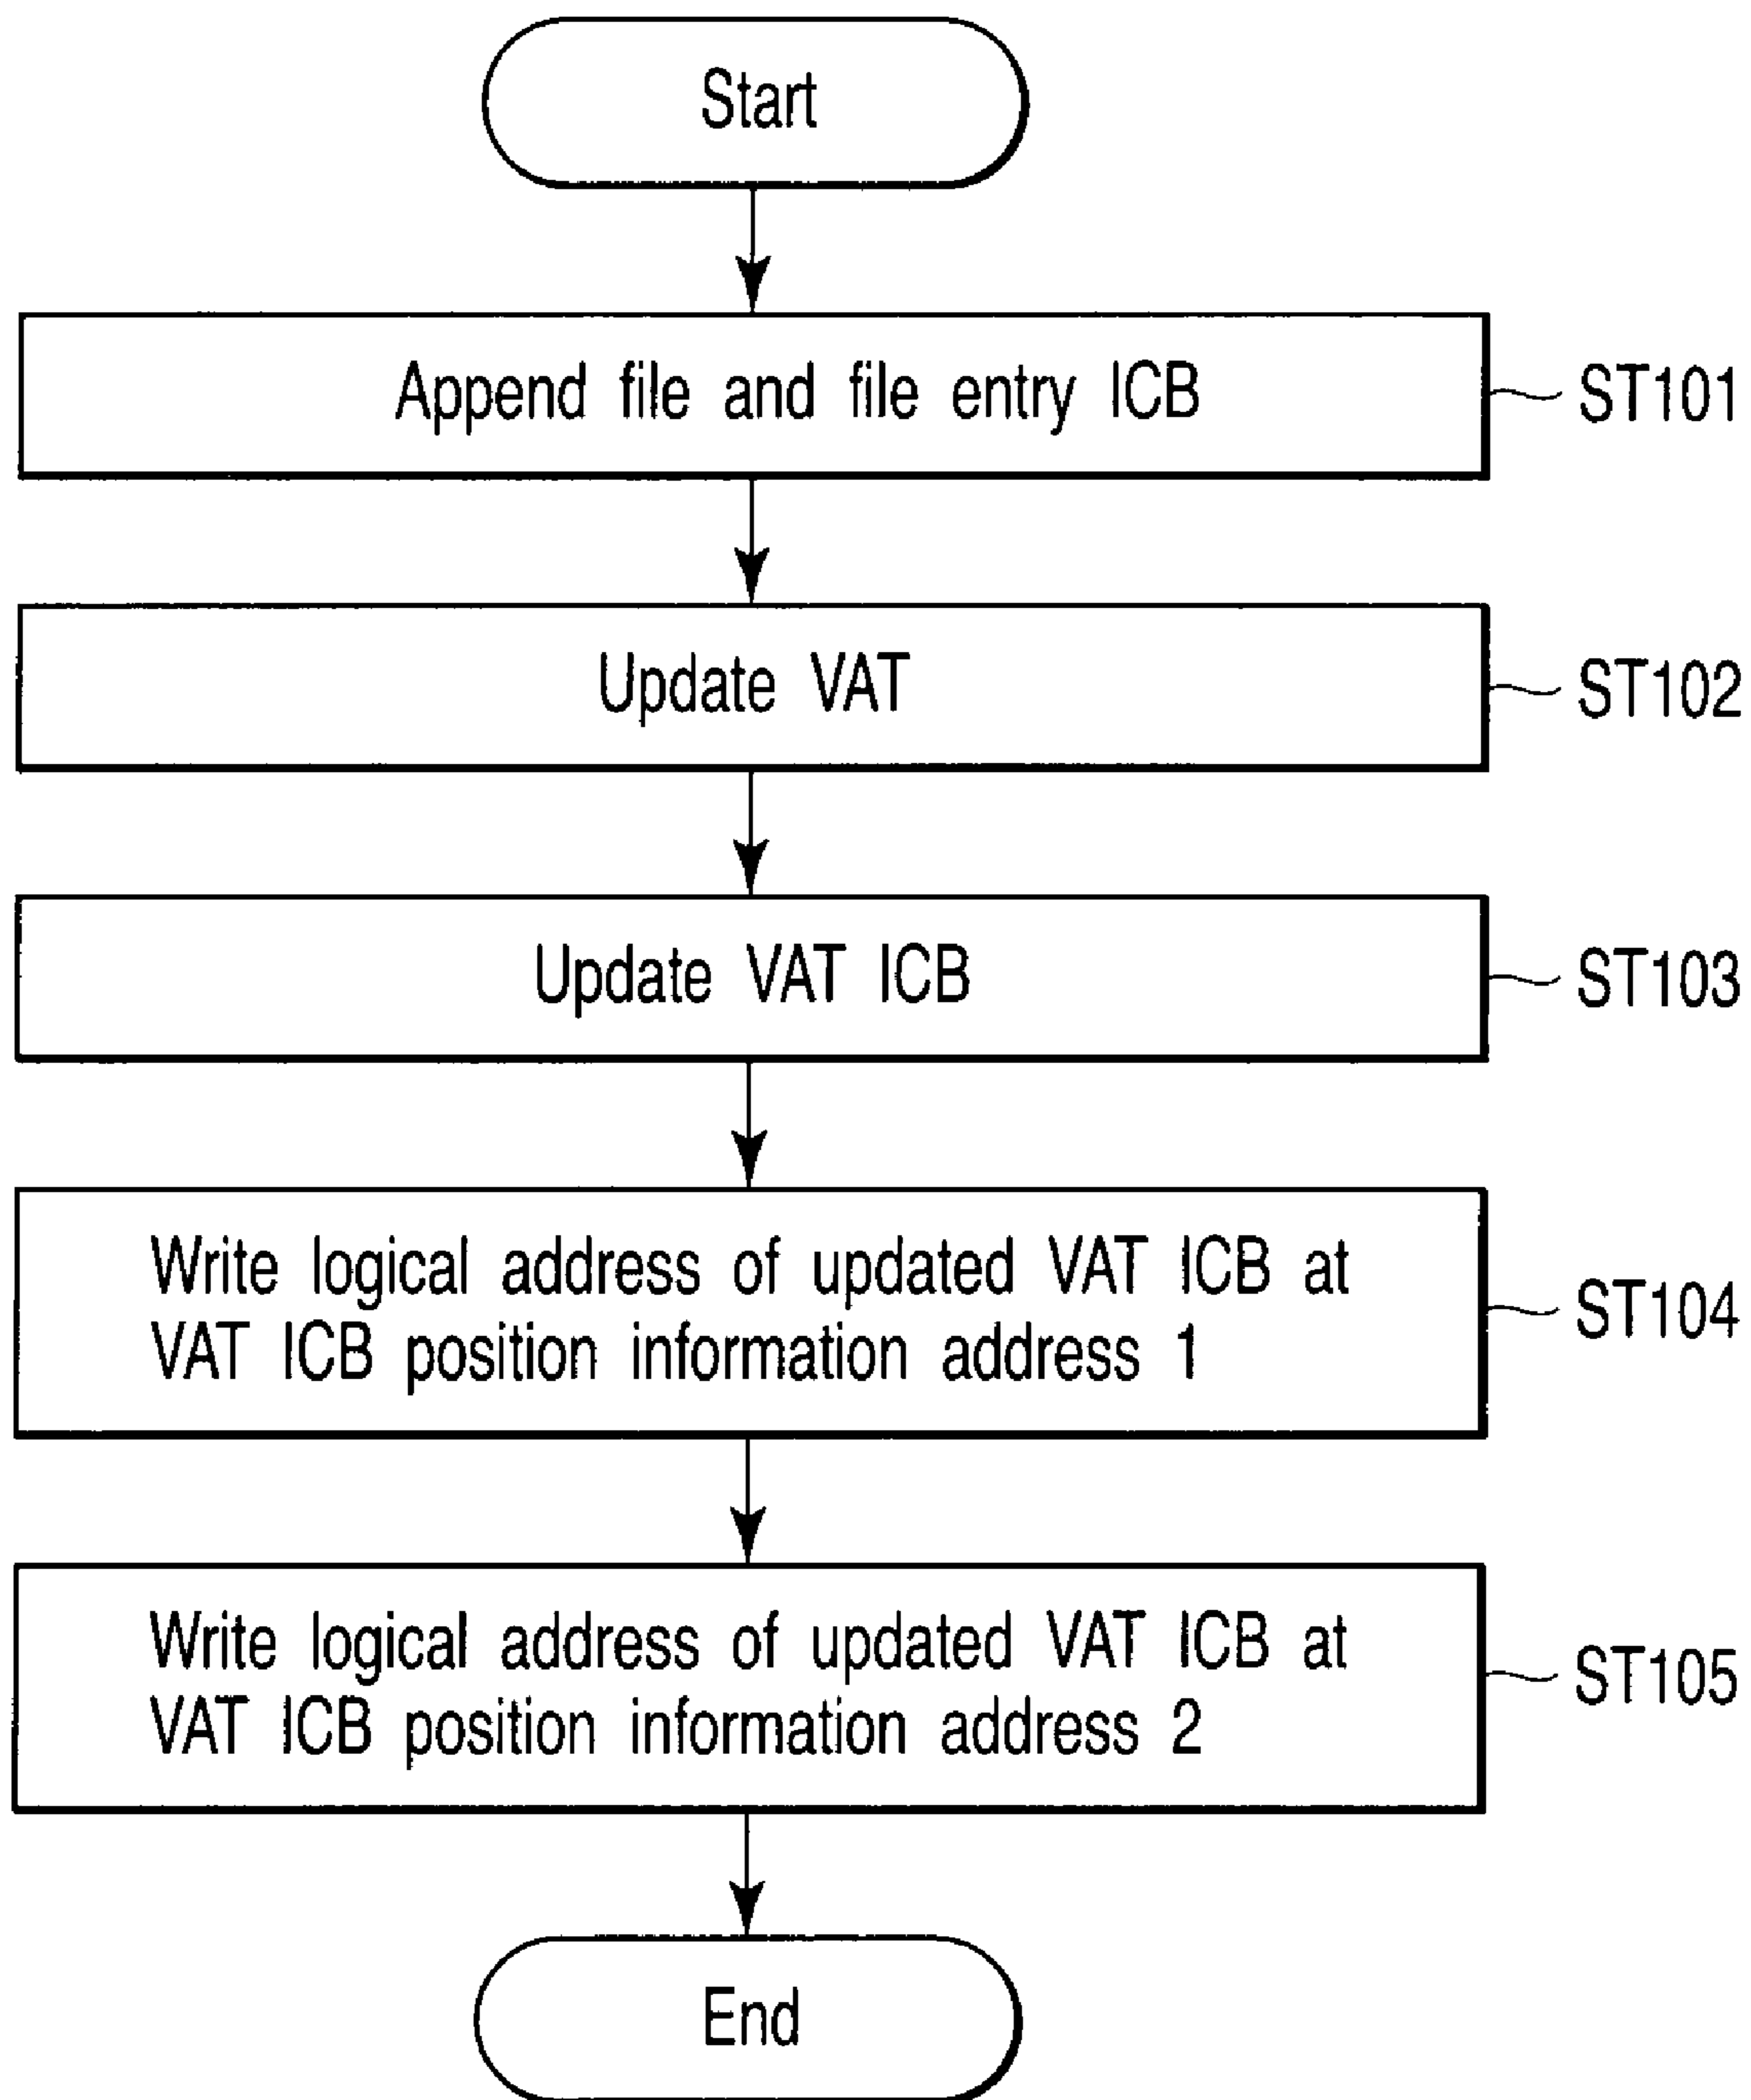 Start
Append file and file entry ICB
ST101
Update VAT
ST102
Update VAT ICB
ST103
Write logical address of updated VAT ICB at
VAT ICB position information address 1
ST104
Write logical address of updated VAT ICB at
VAT ICB position information address 2
ST105
End